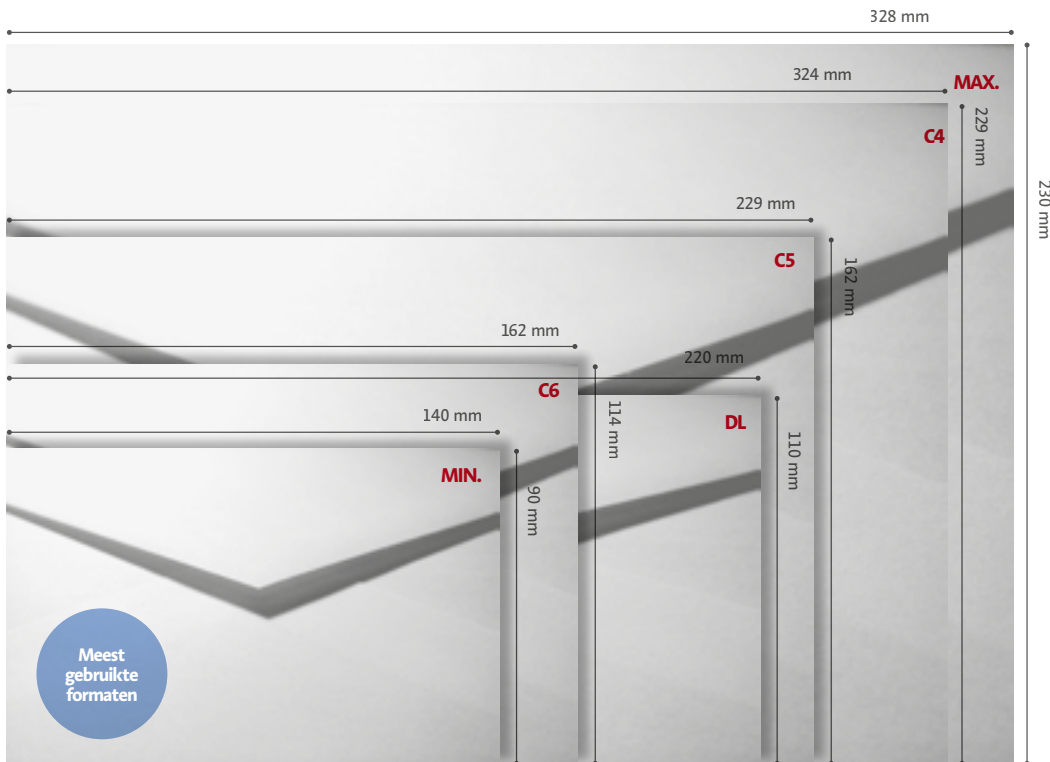 328 mm
324 mm
MAX.
229 mm
C4
230 mm
229 mm
C5
162 mm
162 mm
220 mm
C6
140 mm
114 mm
DL
110 mm
MIN.
90 mm
Meest
gebruikte
formaten